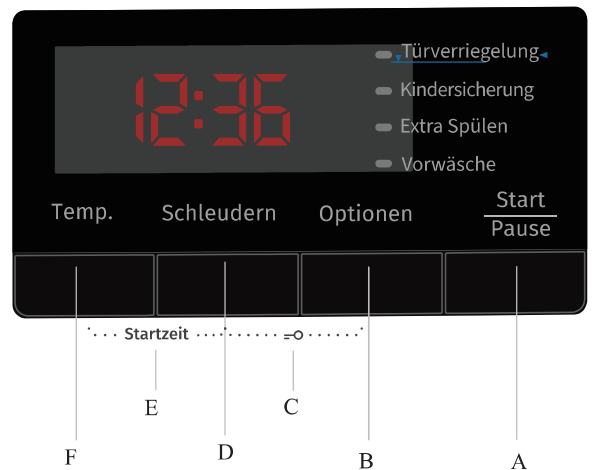 Türverriegelung
12:36
Kindersicherung
Extra Spülen
Vorwäsche
Temp.
Schleudern
Optionen
Start
Pause
Startzeit
E
C
F
D
B
A